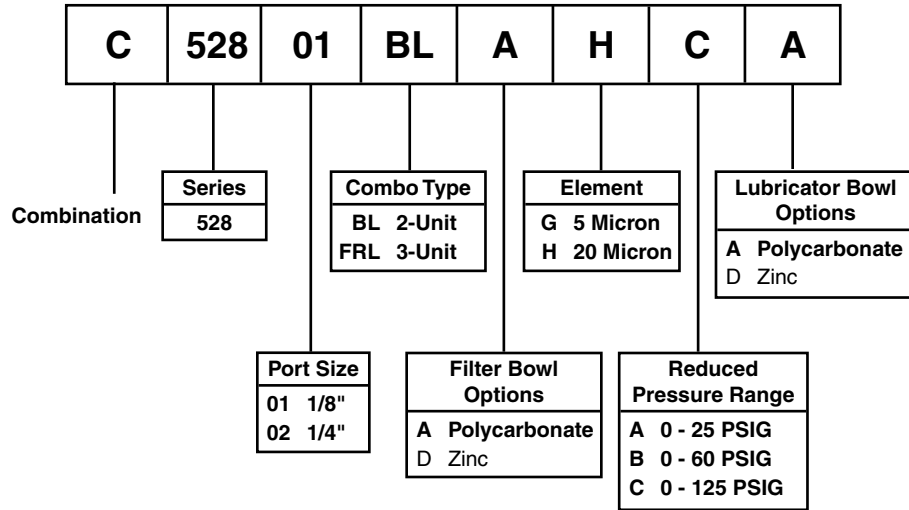 C 528 01 BL A H C A
Combination
Series
528
Port Size
01 1/8"
02 1/4"
Combo Type
BL 2-Unit
FRL 3-Unit
Filter Bowl
Options
A Polycarbonate
D Zinc
Element
G 5 Micron
H 20 Micron
Reduced
Pressure Range
A 0 - 25 PSIG
B 0 - 60 PSIG
C 0 - 125 PSIG
Lubricator Bowl
Options
A Polycarbonate
D Zinc